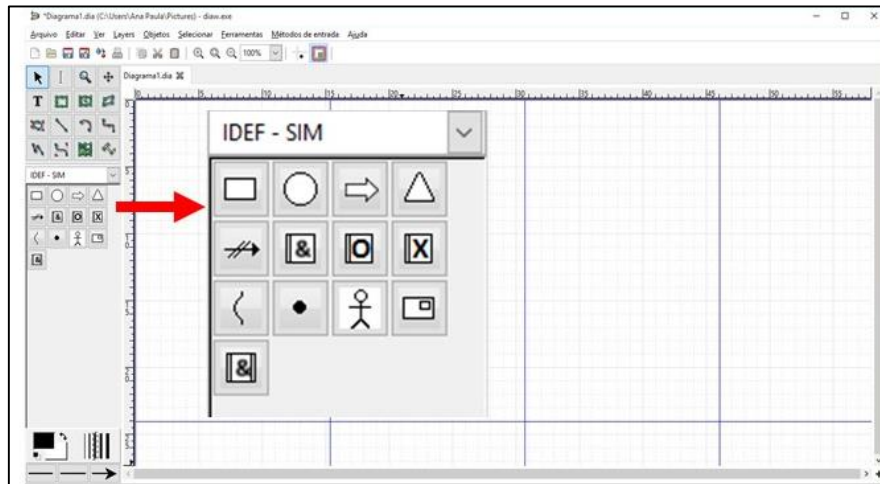 *Diagrama1.dia (C:\Users\Ana Paula\Pictures) - diaw.exe
Arquivo Editar Ver Layers Objetos Selecionar Ferramentas Métodos de entrada Ajuda
100%
Diagrama1.dia
T
IDEF - SIM
& O X
&
IDEF - SIM
& O X
&